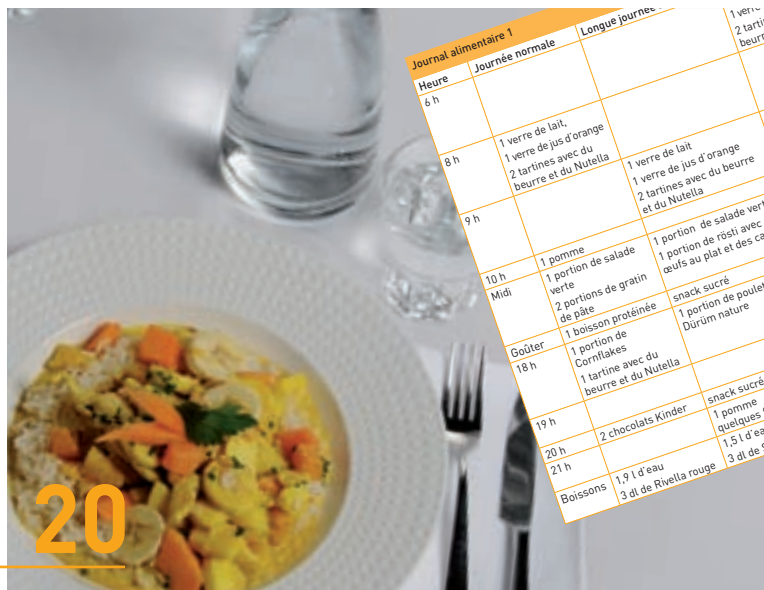 Journal alimentaire 1
Heure
Journée normale
Longue journée
6 h
8 h
1 verre de lait,
1 verre de jus d'orange
2 tartines avec du
beurre et du Nutella
9 h
1 verre de lait
1 verre de jus d'orange
2 tartines avec du beurre
et du Nutella
10 h
1 pomme
Midi
1 portion de salade
verte
2 portions de gratin
de pâte
1 portion de salade
1 portion de rösti avec
œufs au plat et des
Goûter
1 boisson protéinée
snack sucré
18 h
1 portion de
Cornflakes
1 tartine avec du
beurre et du Nutella
1 portion de poulet
Dürüm nature
19 h
20 h
2 chocolats Kinder
snack sucré
21 h
1 pomme
quelques
Boissons
1,9 l d'eau
3 dl de Rivella rouge
1,5 l
3 dl de
20